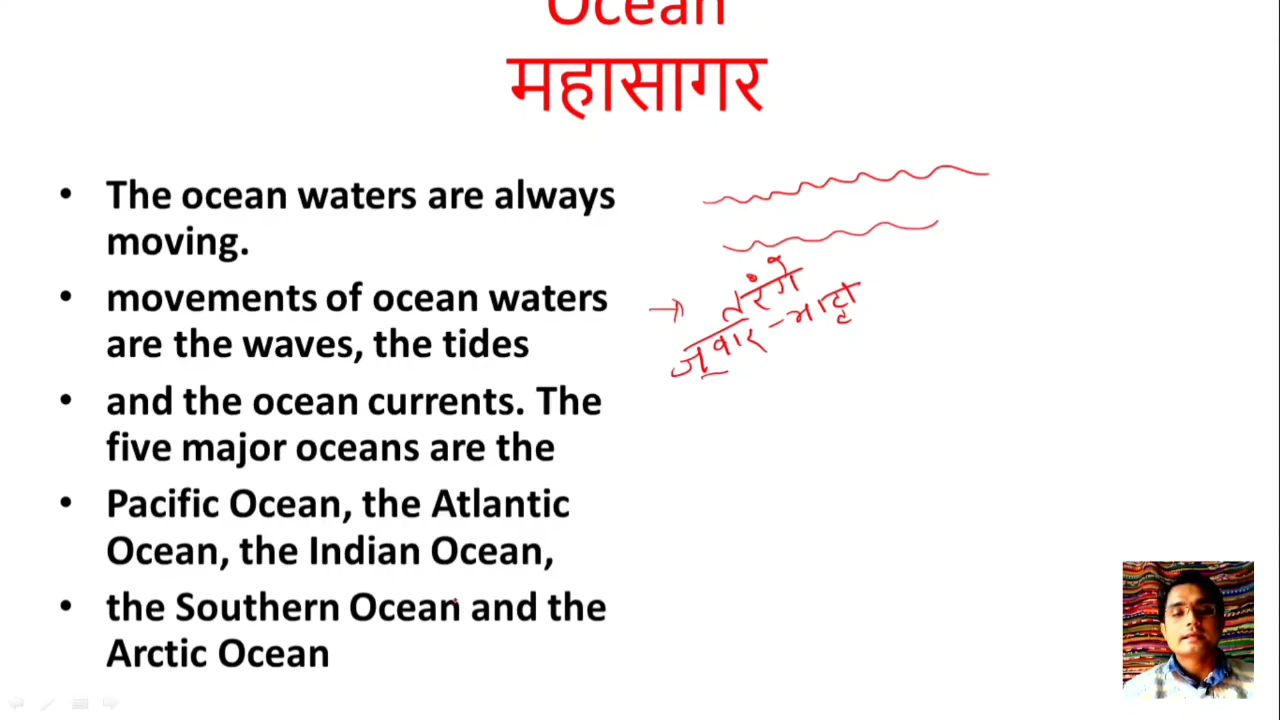 Ocean
महासागर
• The ocean waters are always
moving.
• movements of ocean waters
are the waves, the tides
• and the ocean currents. The
five major oceans are the
• Pacific Ocean, the Atlantic
Ocean, the Indian Ocean,
• the Southern Ocean and the
Arctic Ocean
→ तरंगे
ज्वार-भाटा